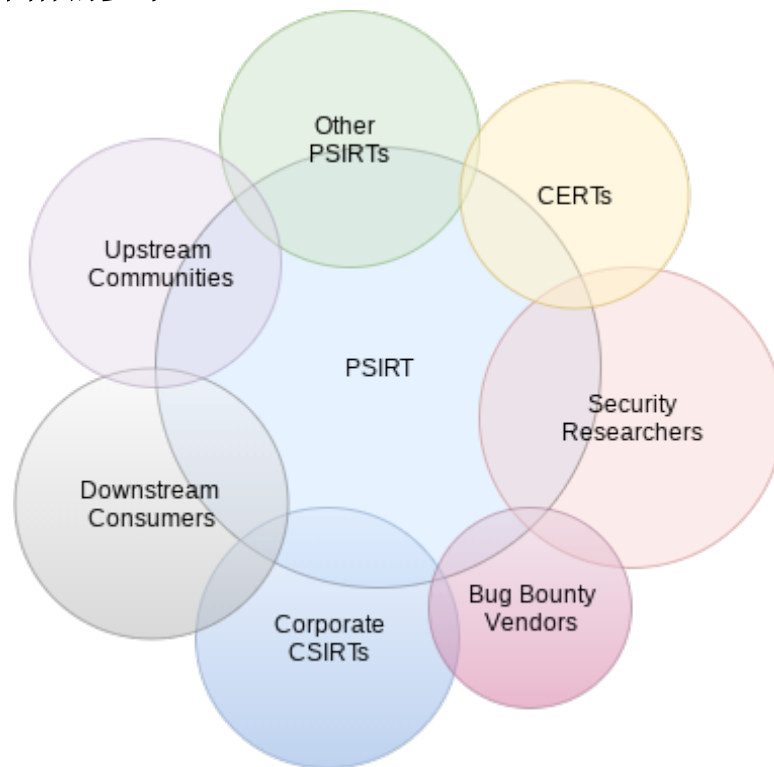 Other
PSIRTs
CERTs
Upstream
Communities
PSIRT
Security
Researchers
Downstream
Consumers
Bug Bounty
Vendors
Corporate
CSIRTs